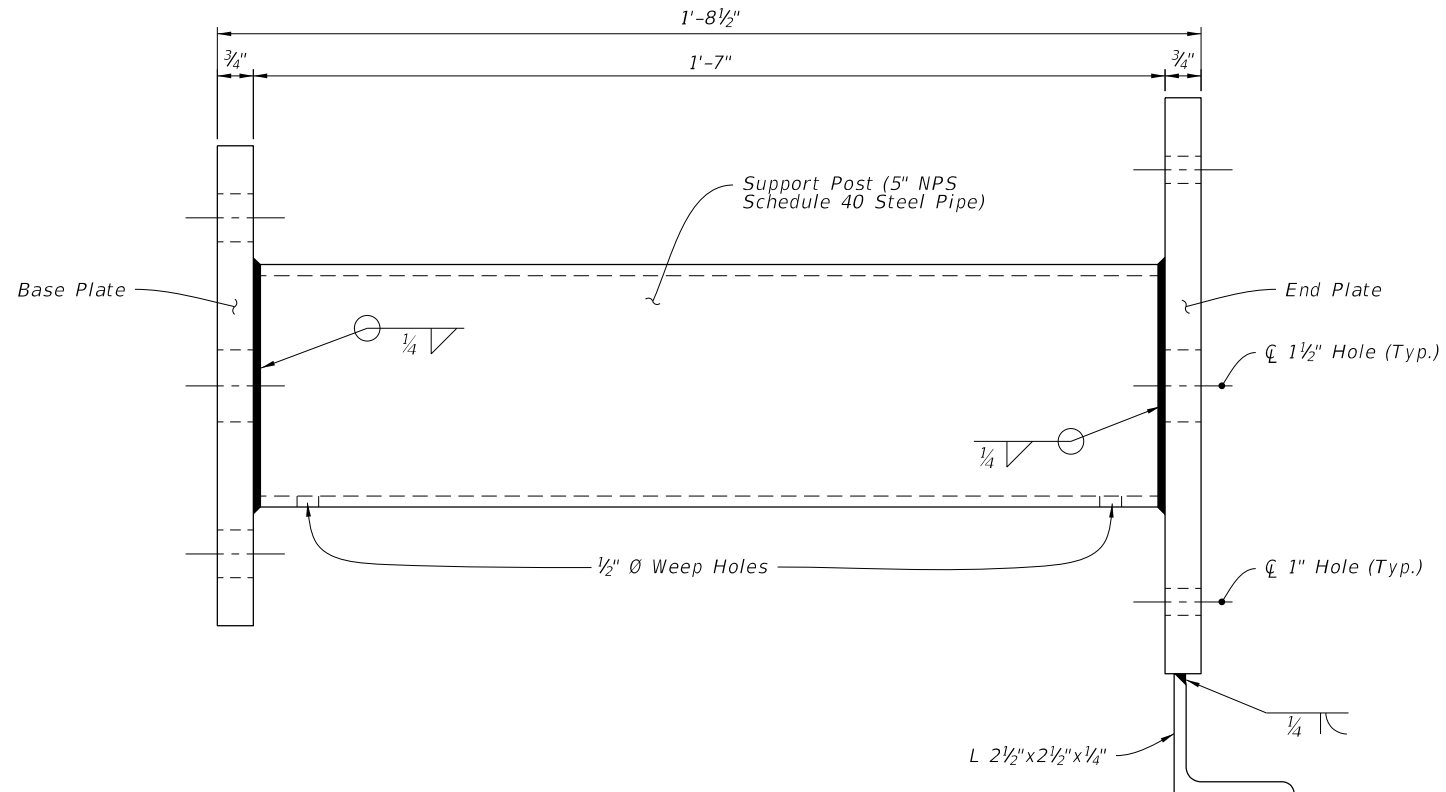 1'-8½"
¾"
1'-7"
¾"
Support Post (5" NPS
Schedule 40 Steel Pipe)
Base Plate
End Plate
¼
℄ 1½" Hole (Typ.)
¼
½" Ø Weep Holes
℄ 1" Hole (Typ.)
¼
L 2½"x2½"x¼"